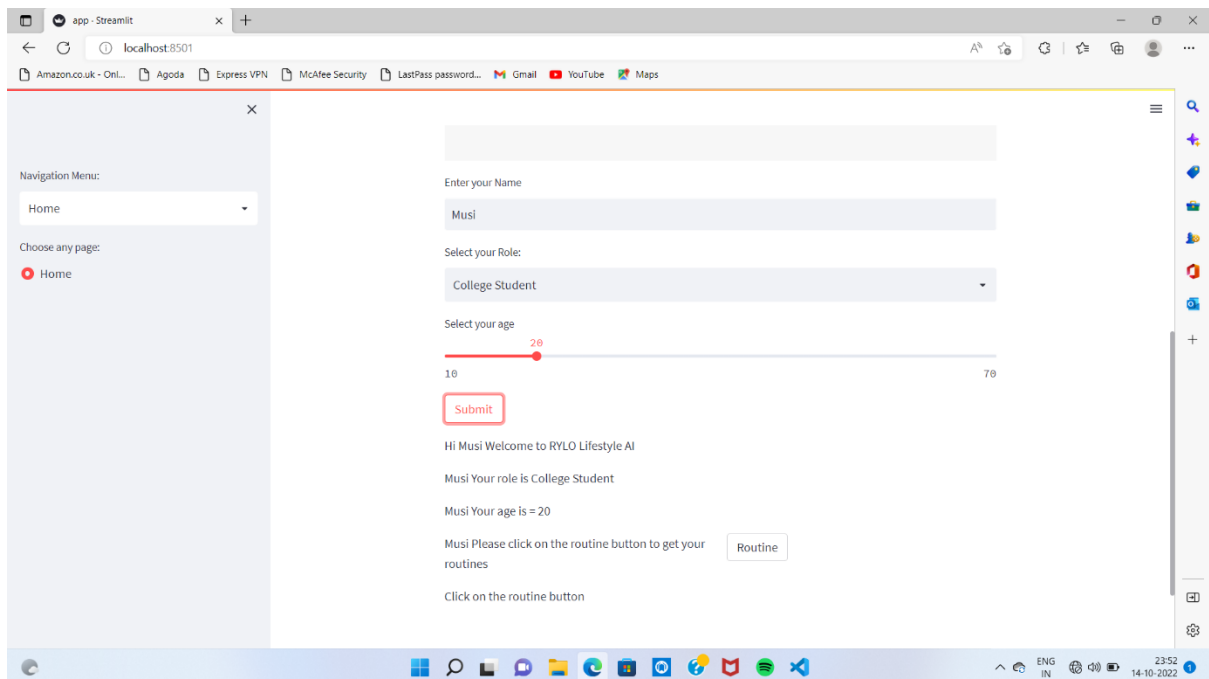 app - Streamlit
localhost:8501
Amazon.co.uk - Onl...
Agoda
Express VPN
McAfee Security
LastPass password...
Gmail
YouTube
Maps
Navigation Menu:
Home
Choose any page:
Home
Enter your Name
Musi
Select your Role:
College Student
Select your age
20
10
70
Submit
Hi Musi Welcome to RYLO Lifestyle AI
Musi Your role is College Student
Musi Your age is = 20
Musi Please click on the routine button to get your
routines
Routine
Click on the routine button
ENG
IN
23:52
14-10-2022
1